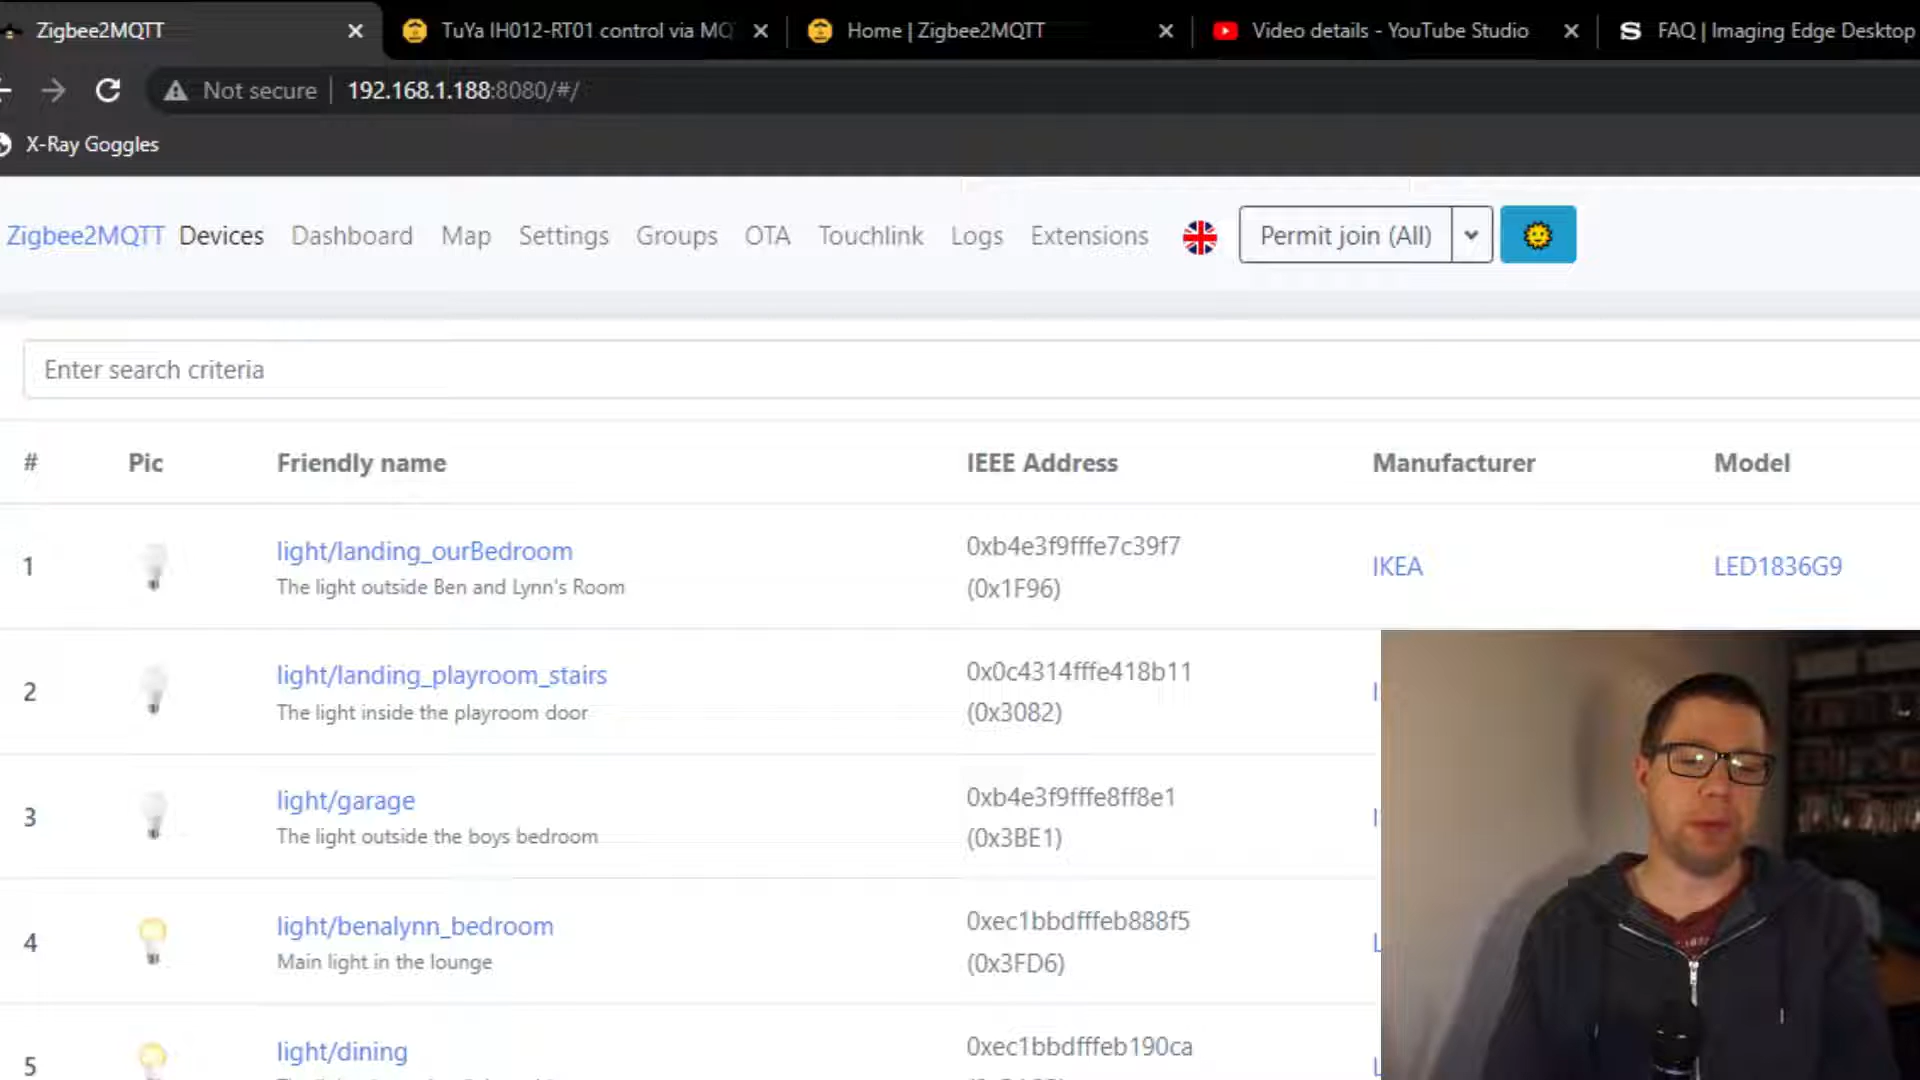 Zigbee2MQTT
TuYa IH012-RT01 control via MQ
Home | Zigbee2MQTT
Video details - YouTube Studio
FAQ | Imaging Edge Desktop
Not secure
192.168.1.188:8080/#/
X-Ray Goggles
Zigbee2MQTT Devices Dashboard Map Settings Groups OTA Touchlink Logs Extensions Permit join (All)
Enter search criteria
# Pic Friendly name IEEE Address Manufacturer Model
1 light/landing_ourBedroom 0xb4e3f9fffe7c39f7 IKEA LED1836G9
The light outside Ben and Lynn's Room (0x1F96)
2 light/landing_playroom_stairs 0x0c4314fffe418b11
The light inside the playroom door (0x3082)
3 light/garage 0xb4e3f9fffe8ff8e1
The light outside the boys bedroom (0x3BE1)
4 light/benalynn_bedroom 0xec1bbdfffeb888f5
Main light in the lounge (0x3FD6)
5 light/dining 0xec1bbdfffeb190ca